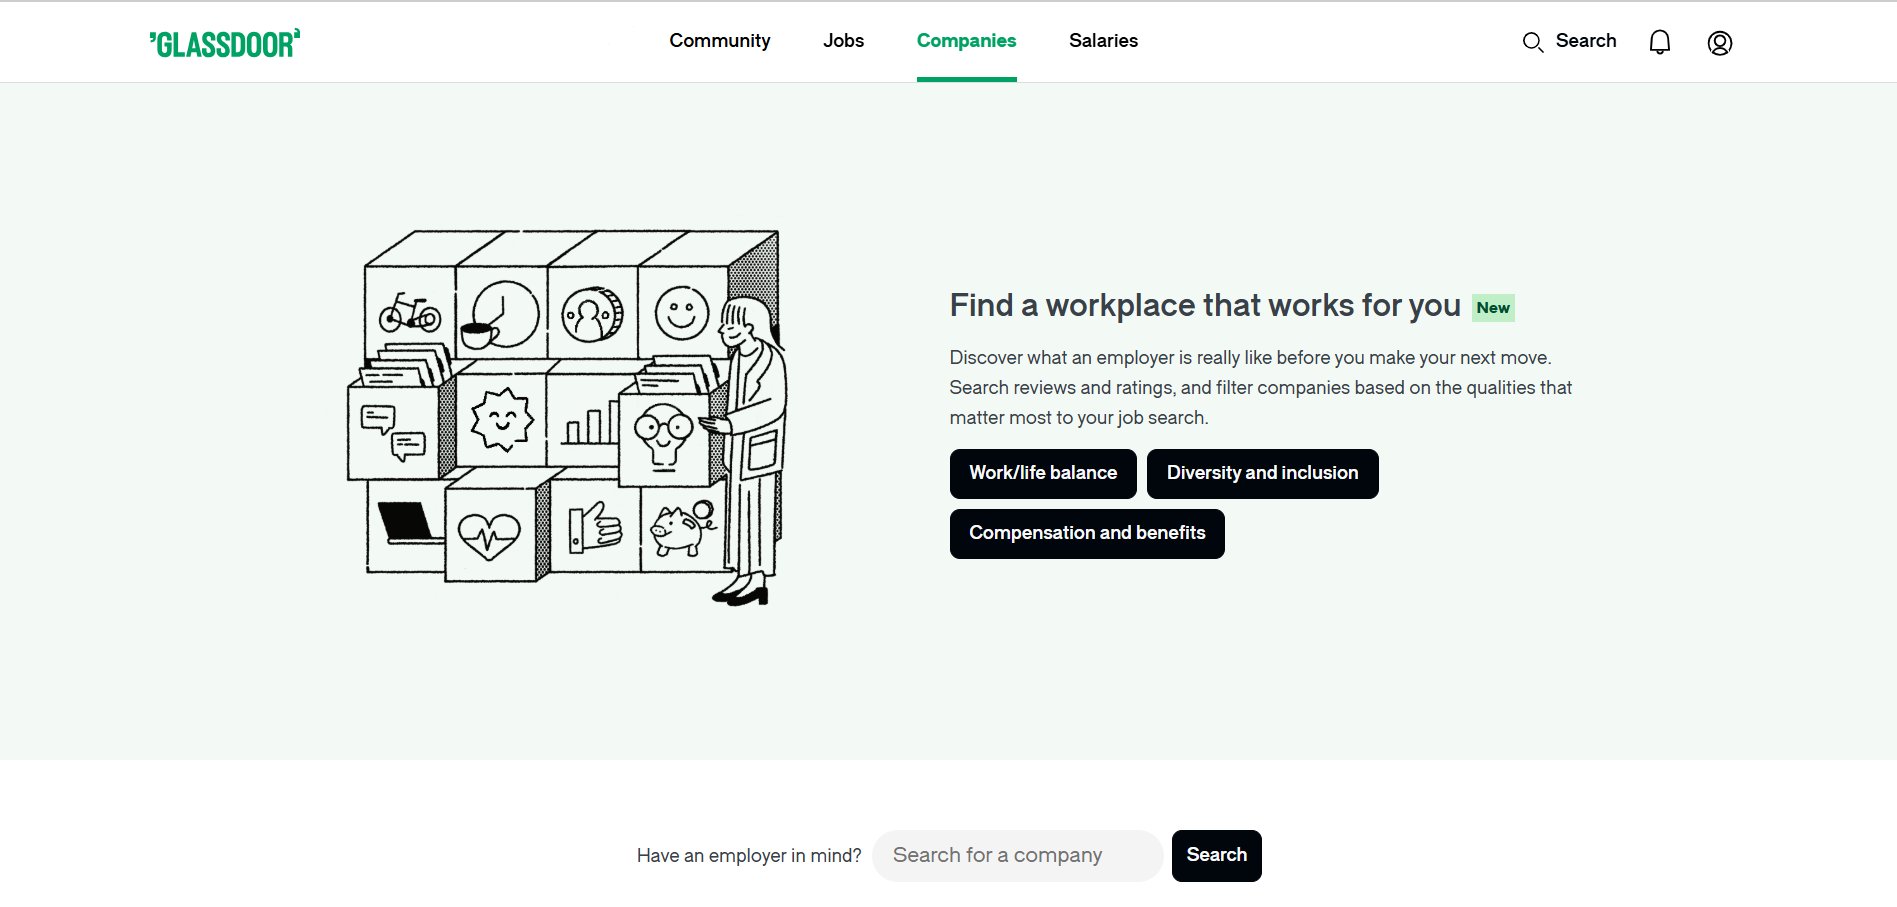 GLASSDOOR
Community Jobs Companies Salaries Search
Find a workplace that works for you New
Discover what an employer is really like before you make your next move.
Search reviews and ratings, and filter companies based on the qualities that
matter most to your job search.
Work/life balance Diversity and inclusion
Compensation and benefits
Have an employer in mind? Search for a company Search